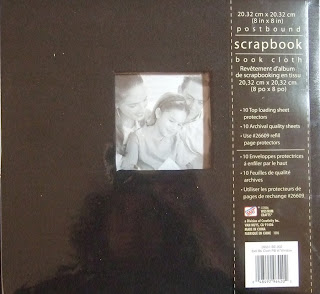 20,32 cm x 20,32 cm
(8 in x 8 in)
postbound
scrapbook
book cloth
Revêtement d'album
de scrapbooking en tissu
20,32 cm x 20,32 cm
(8 po x 8 po)
• 10 Top loading sheet
protectors
• 10 Archival quality sheets
• Use #26609 refill
page protectors
• 10 Enveloppes protectrices
à enfiler par le haut
• 10 Feuilles de qualité
archives
• Utiliser les protecteurs de
pages de rechange #26609
MADE IN CHINA